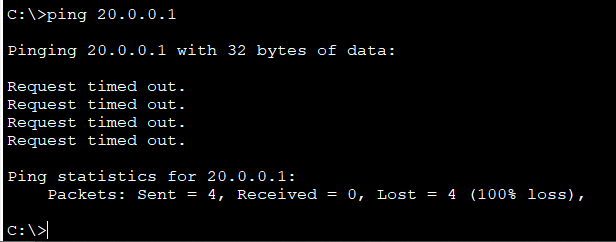 C:\>ping 20.0.0.1
Pinging 20.0.0.1 with 32 bytes of data:
Request timed out.
Request timed out.
Request timed out.
Request timed out.
Ping statistics for 20.0.0.1:
    Packets: Sent = 4, Received = 0, Lost = 4 (100% loss),
C:\>